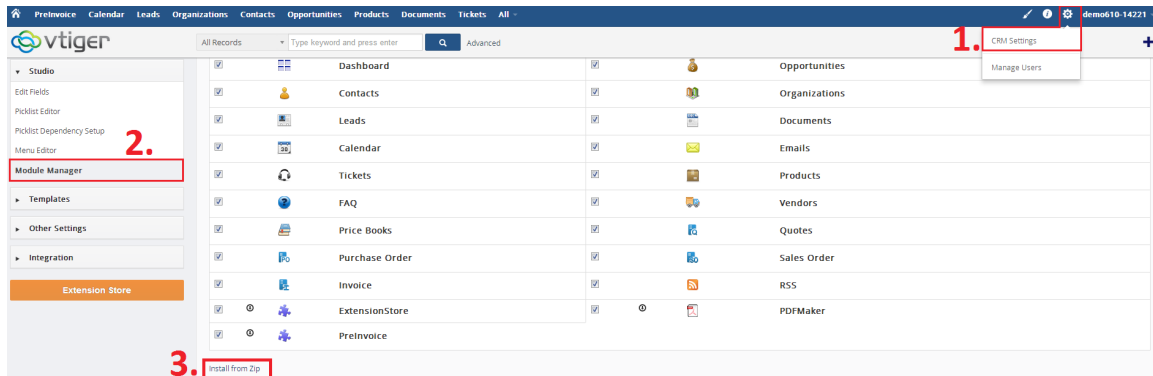 PreInvoice Calendar Leads Organizations Contacts Opportunities Products Documents Tickets All demo610-14221
vtiger All Records Type keyword and press enter Advanced
1. CRM Settings
Manage Users
Studio
Edit Fields
Picklist Editor
Picklist Dependency Setup
Menu Editor
2.
Module Manager
Templates
Other Settings
Integration
Extension Store
Dashboard Opportunities
Contacts Organizations
Leads Documents
Calendar Emails
Tickets Products
FAQ Vendors
Price Books Quotes
Purchase Order Sales Order
Invoice RSS
ExtensionStore PDFMaker
PreInvoice
3. Install from Zip